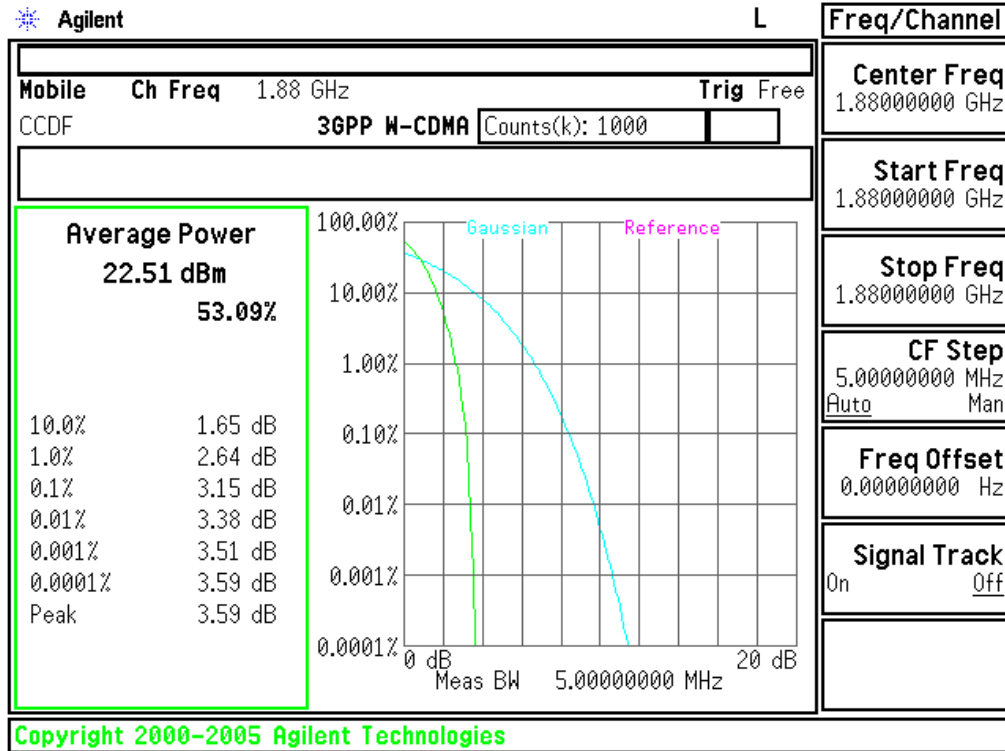 Agilent L
Freq/Channel
Mobile Ch Freq 1.88 GHz Trig Free
CCDF 3GPP W-CDMA Counts(k): 1000
Average Power
22.51 dBm
53.09%
10.0% 1.65 dB
1.0% 2.64 dB
0.1% 3.15 dB
0.01% 3.38 dB
0.001% 3.51 dB
0.0001% 3.59 dB
Peak 3.59 dB
Gaussian Reference
100.00%
10.00%
1.00%
0.10%
0.01%
0.001%
0.0001%
0 dB 20 dB
Meas BW 5.00000000 MHz
Center Freq
1.88000000 GHz
Start Freq
1.88000000 GHz
Stop Freq
1.88000000 GHz
CF Step
5.00000000 MHz
Auto Man
Freq Offset
0.00000000 Hz
Signal Track
On Off
Copyright 2000-2005 Agilent Technologies